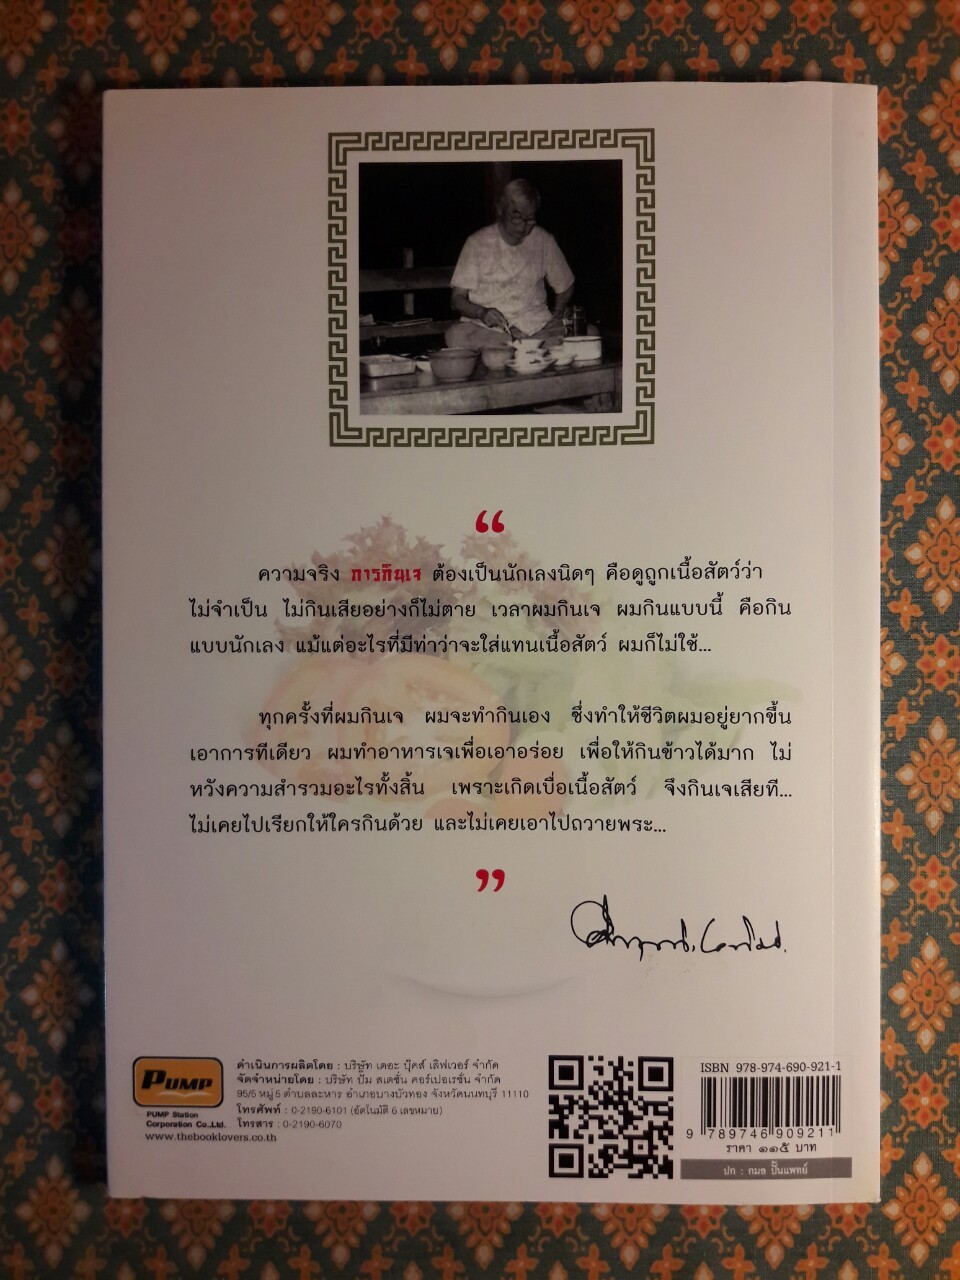 “
ความจริง การกินเจ ต้องเป็นนักเลงนิดๆ คือดูถูกเนื้อสัตว์ว่า
ไม่จำเป็น ไม่กินเสียอย่างก็ไม่ตาย เวลาผมกินเจ ผมกินแบบนี้ คือกิน
แบบนักเลง แม้แต่อะไรที่มีท่าว่าจะใส่แทนเนื้อสัตว์ ผมก็ไม่ใช้...
ทุกครั้งที่ผมกินเจ ผมจะทำกินเอง ซึ่งทำให้ชีวิตผมอยู่ยากขึ้น
เอาการทีเดียว ผมทำอาหารเจเพื่อเอาอร่อย เพื่อให้กินข้าวได้มาก ไม่
หวังความสำรวมอะไรทั้งสิ้น เพราะเกิดเบื่อเนื้อสัตว์ จึงกินเจเสียที...
ไม่เคยไปเรียกให้ใครกินด้วย และไม่เคยเอาไปถวายพระ...
”
PUMP
PUMP Station
Corporation Co.,Ltd.
www.thebooklovers.co.th
ดำเนินการผลิตโดย : บริษัท เดอะ บุ๊คส์ เลิฟเวอร์ จำกัด
จัดจำหน่ายโดย : บริษัท ปั๊ม สเตชั่น คอร์เปอเรชั่น จำกัด
95/5 หมู่ 5 ตำบลละหาร อำเภอบางบัวทอง จังหวัดนนทบุรี 11110
โทรศัพท์ : 0-2190-6101 (อัตโนมัติ 6 เลขหมาย)
โทรสาร : 0-2190-6070
ISBN 978-974-690-921-1
9 789746 909211
ราคา ๑๑๕ บาท
ปก : กมล ปิ่นแพทย์